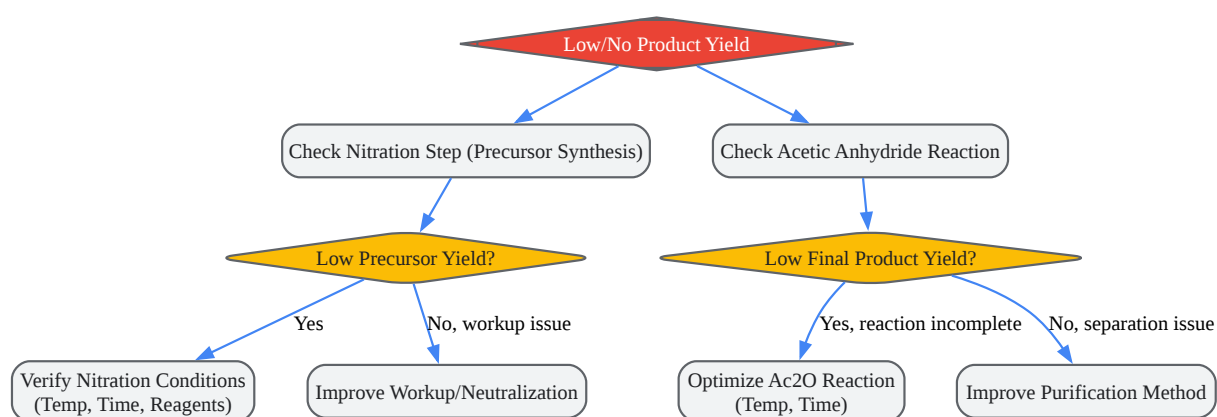 Low/No Product Yield
Check Nitration Step (Precursor Synthesis)
Check Acetic Anhydride Reaction
Low Precursor Yield?
Low Final Product Yield?
Yes
No, workup issue
Yes, reaction incomplete
No, separation issue
Verify Nitration Conditions
(Temp, Time, Reagents)
Improve Workup/Neutralization
Optimize Ac2O Reaction
(Temp, Time)
Improve Purification Method